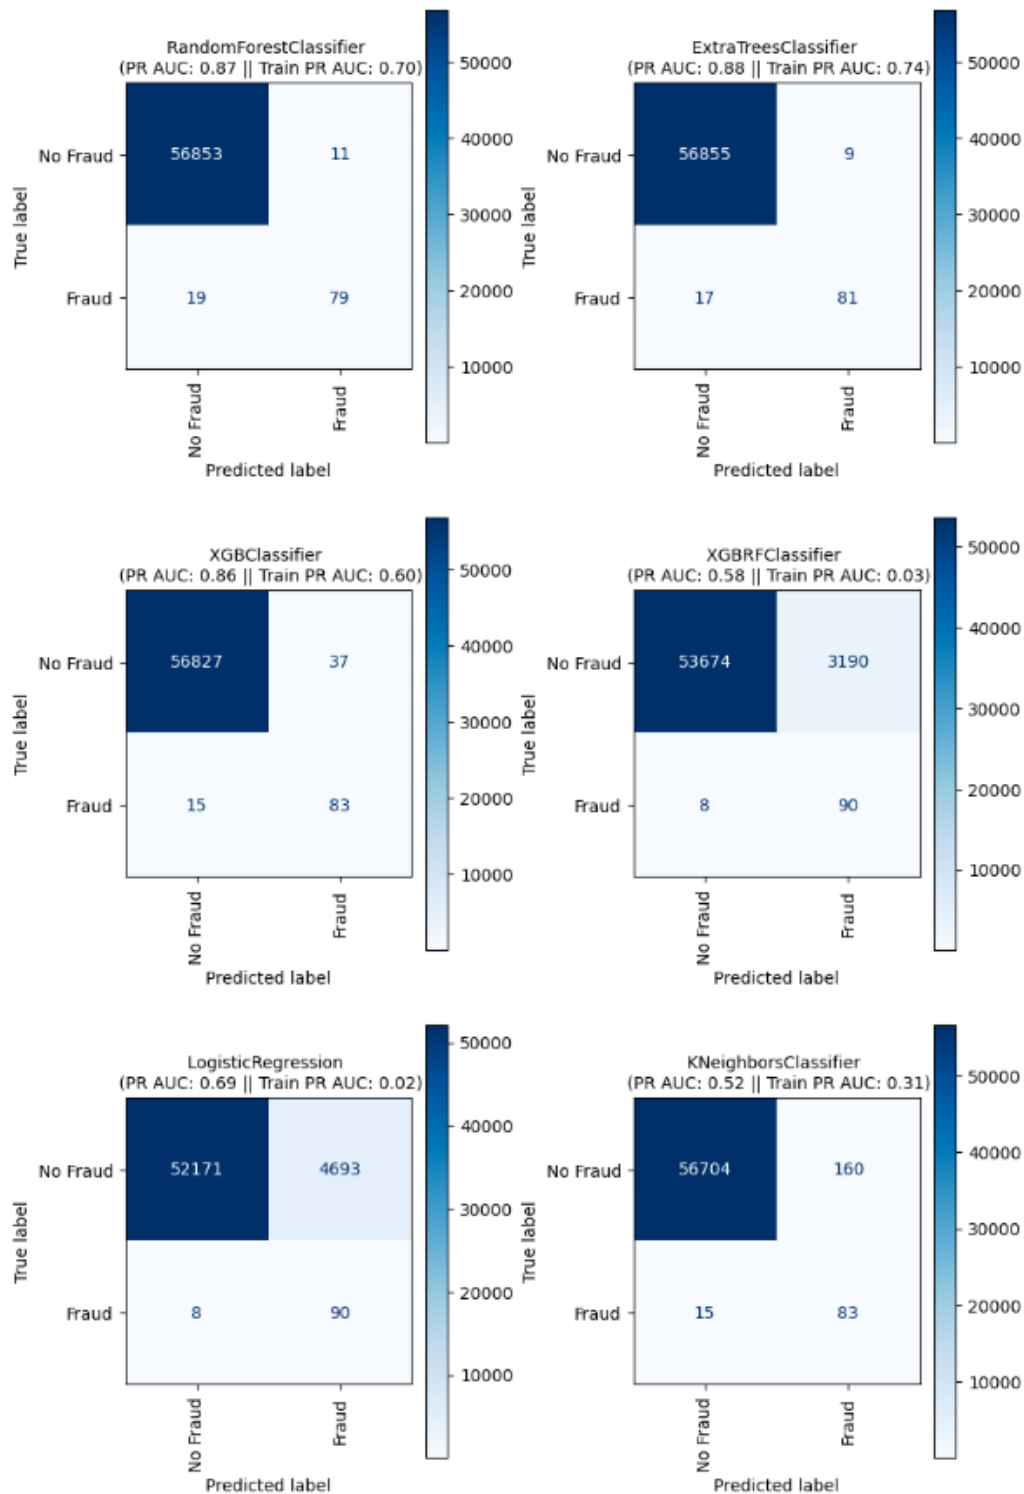 RandomForestClassifier
(PR AUC: 0.87 || Train PR AUC: 0.70)
True label
No Fraud
56853
11
Fraud
19
79
No Fraud
Fraud
Predicted label
50000
40000
30000
20000
10000
ExtraTreesClassifier
(PR AUC: 0.88 || Train PR AUC: 0.74)
True label
No Fraud
56855
9
Fraud
17
81
No Fraud
Fraud
Predicted label
50000
40000
30000
20000
10000
XGBClassifier
(PR AUC: 0.86 || Train PR AUC: 0.60)
True label
No Fraud
56827
37
Fraud
15
83
No Fraud
Fraud
Predicted label
50000
40000
30000
20000
10000
XGBRFClassifier
(PR AUC: 0.58 || Train PR AUC: 0.03)
True label
No Fraud
53674
3190
Fraud
8
90
No Fraud
Fraud
Predicted label
50000
40000
30000
20000
10000
LogisticRegression
(PR AUC: 0.69 || Train PR AUC: 0.02)
True label
No Fraud
52171
4693
Fraud
8
90
No Fraud
Fraud
Predicted label
50000
40000
30000
20000
10000
KNeighborsClassifier
(PR AUC: 0.52 || Train PR AUC: 0.31)
True label
No Fraud
56704
160
Fraud
15
83
No Fraud
Fraud
Predicted label
50000
40000
30000
20000
10000